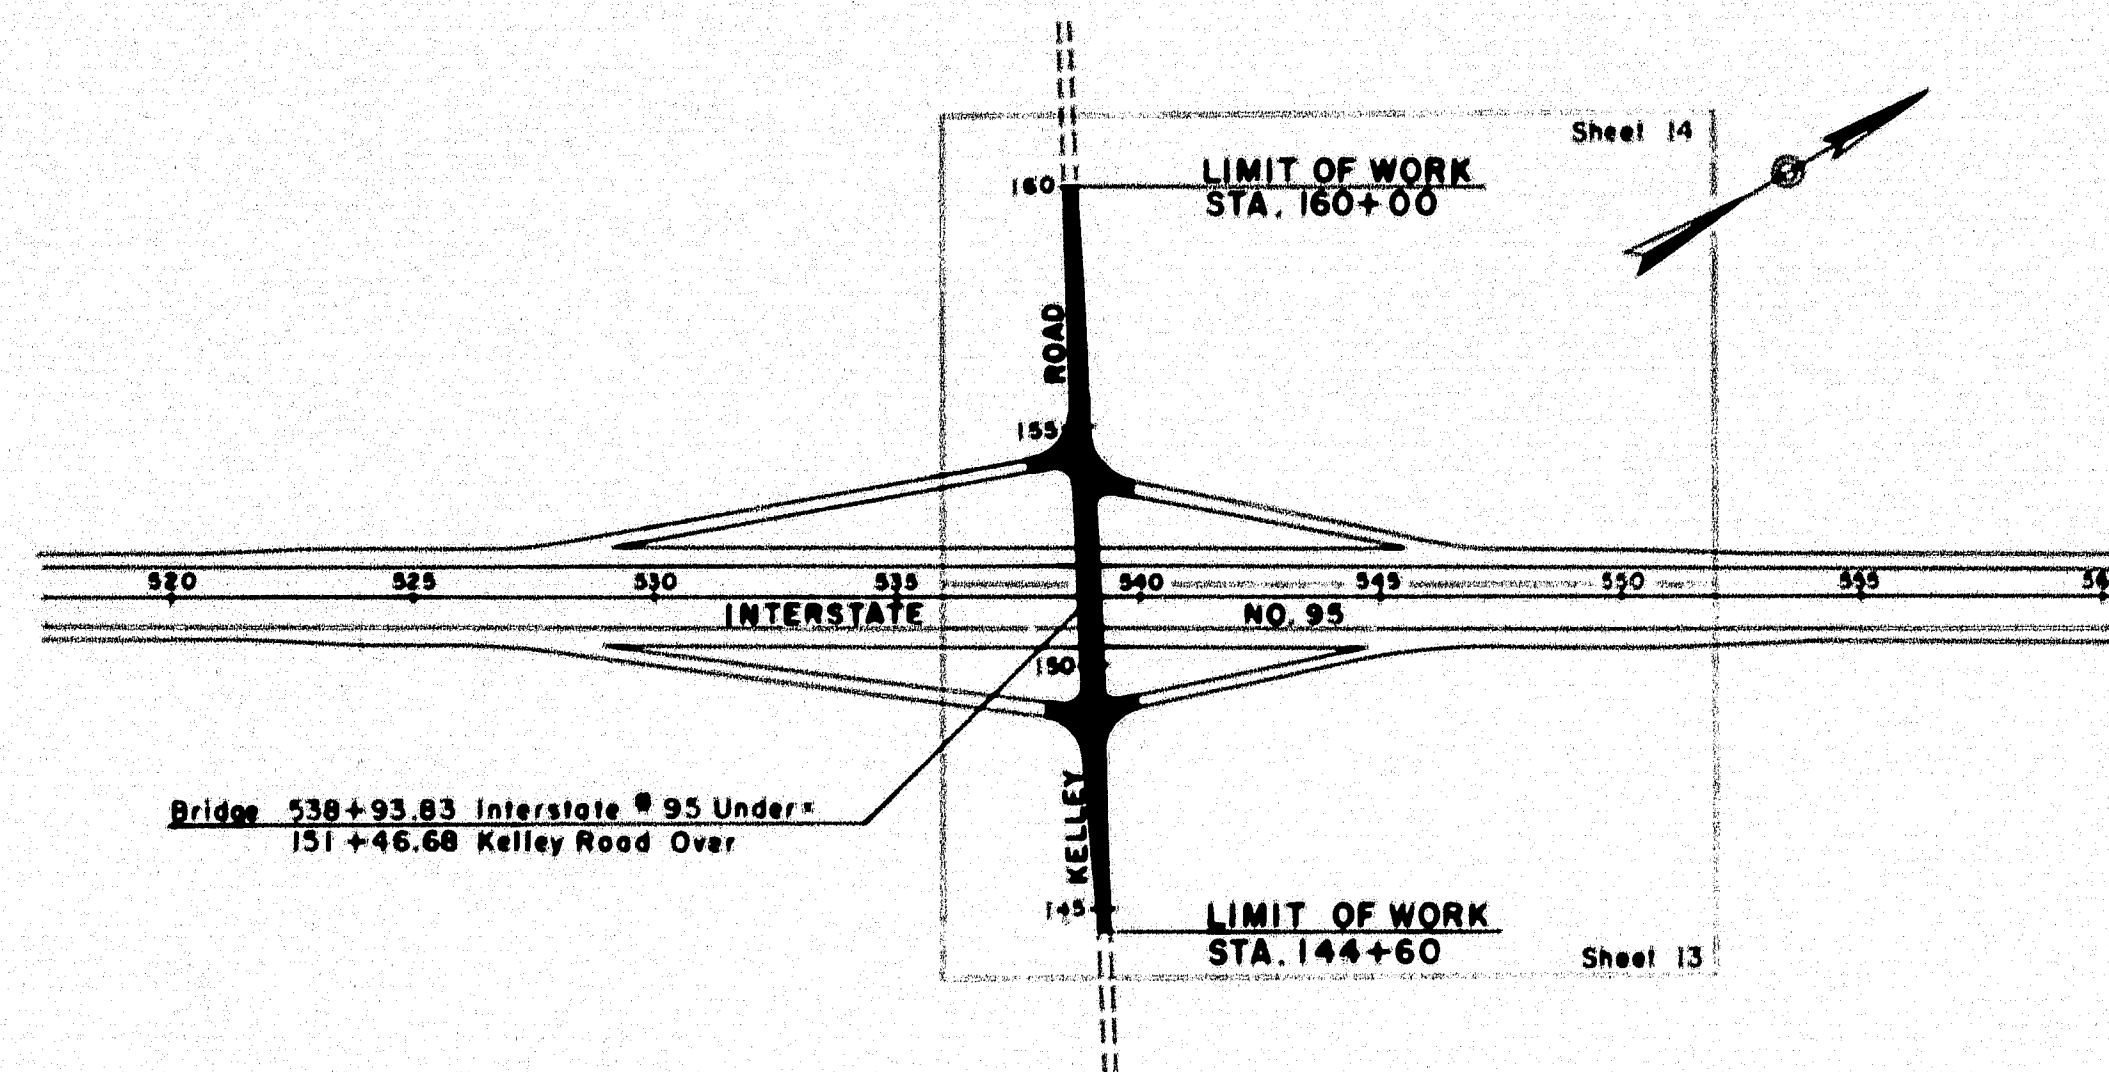 Sheet 14
LIMIT OF WORK
160
STA. 160+00
ROAD
155
520 525 530 535 540 545 550 555
INTERSTATE NO. 95
150
Bridge 538+93.83 Interstate # 95 Under
151+46.68 Kelley Road Over
KELLEY
145
LIMIT OF WORK
STA. 144+60
Sheet 13